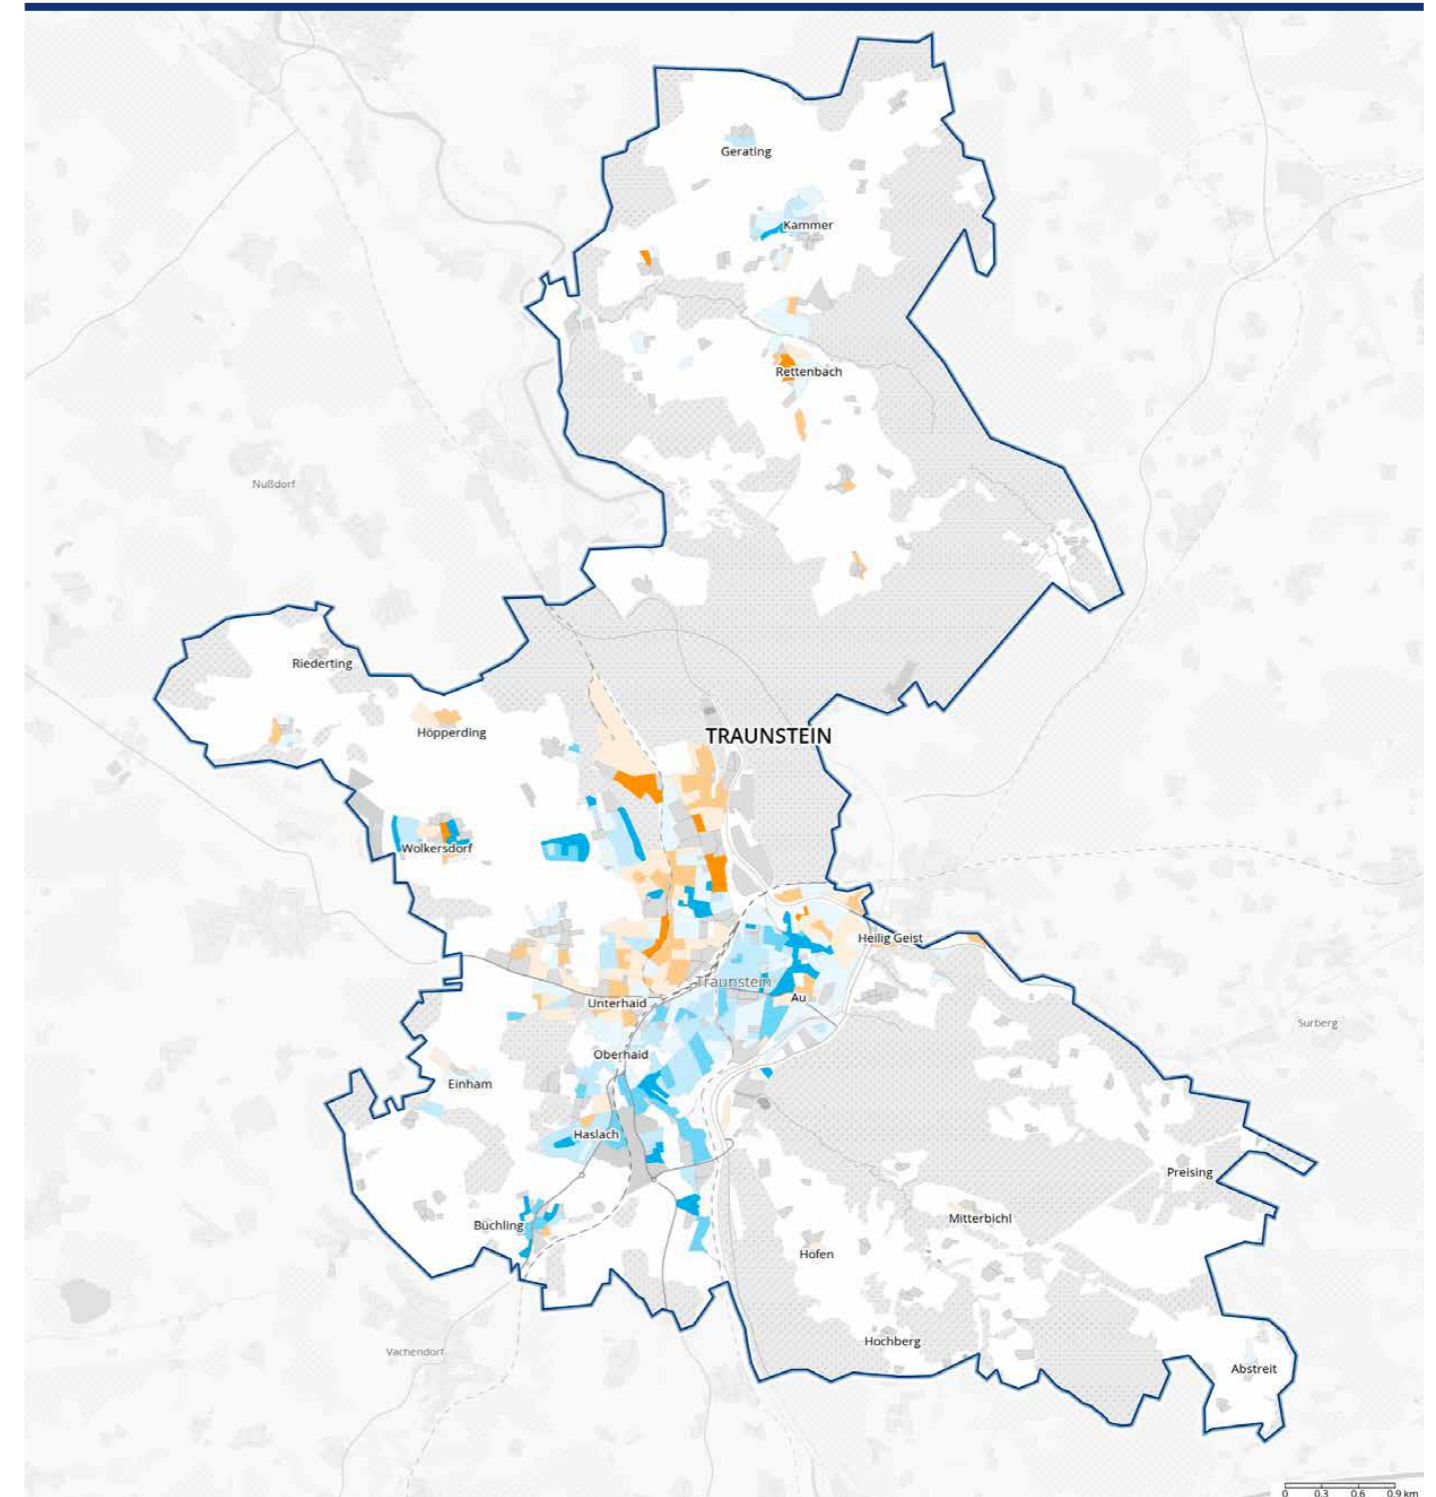 Gerating
Kammer
Rettenbach
Nußdorf
Riederting
Höpperding
TRAUNSTEIN
Wolkersdorf
Heilig Geist
Traunstein
Au
Unterhaid
Surberg
Oberhaid
Einham
Haslach
Preising
Büchling
Mitterbichl
Hofen
Hochberg
Vachendorf
Abstreit
0 0.3 0.6 0.9 km